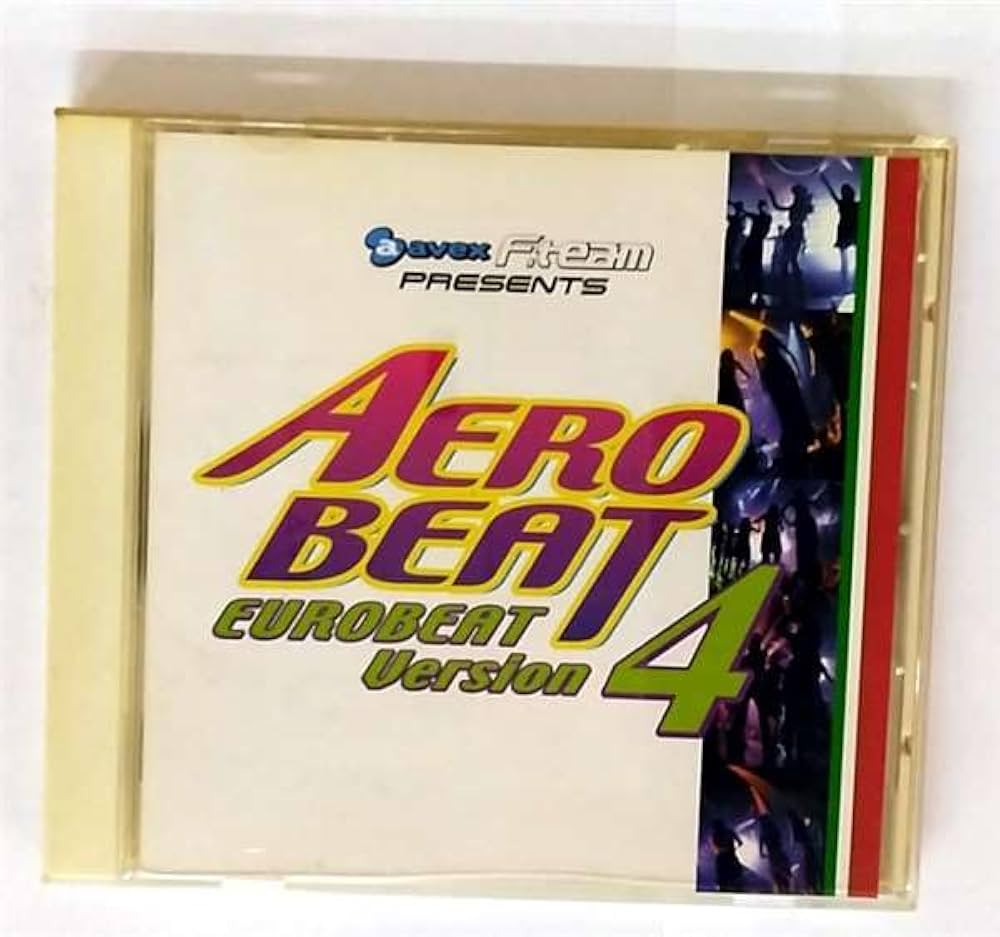 a avex F:team
PRESENTS
AERO
BEAT
EUROBEAT
Version 4